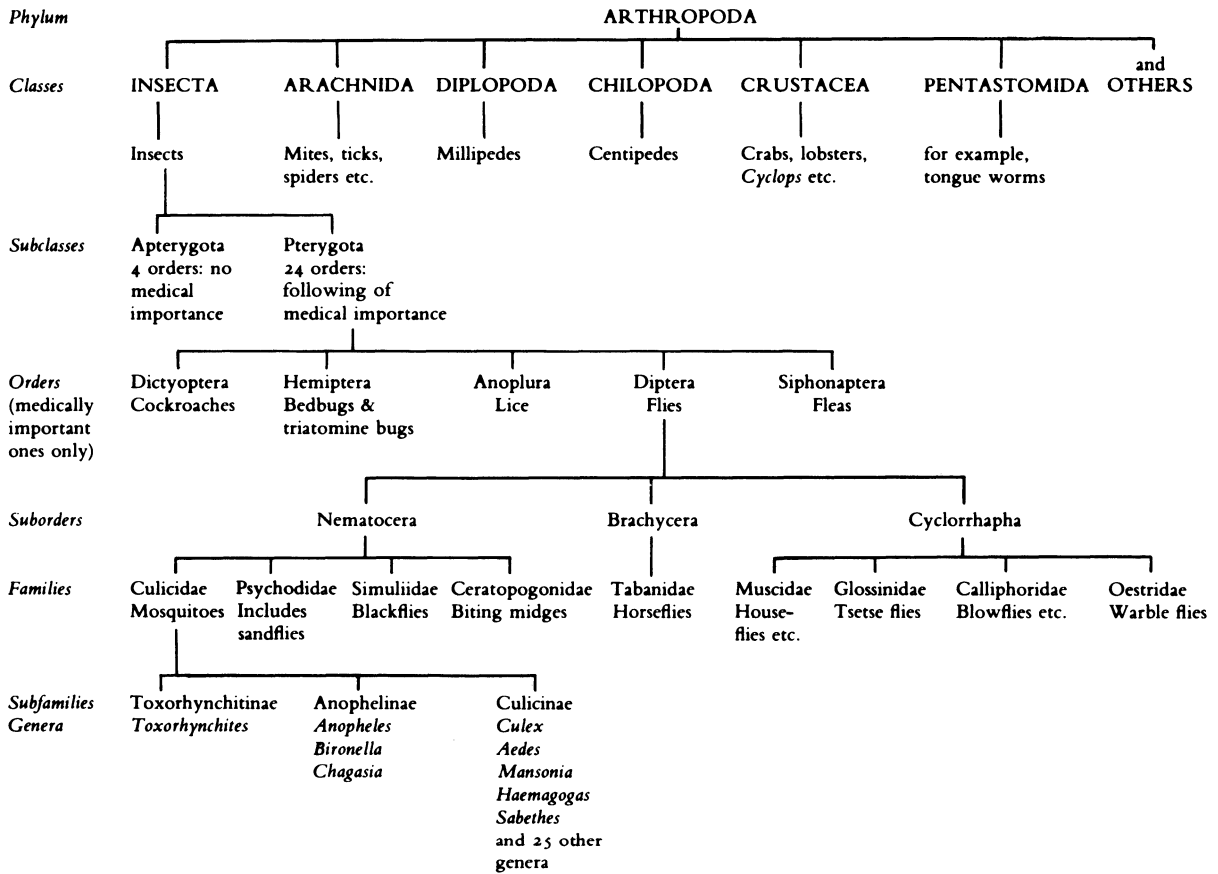 Phylum ARTHROPODA
and
Classes INSECTA ARACHNIDA DIPLOPODA CHILOPODA CRUSTACEA PENTASTOMIDA OTHERS
Insects Mites, ticks, Millipedes Centipedes Crabs, lobsters, for example,
spiders etc. Cyclops etc. tongue worms
Subclasses Apterygota Pterygota
4 orders: no 24 orders:
medical following of
importance medical importance
Orders Dictyoptera Hemiptera Anoplura Diptera Siphonaptera
(medically Cockroaches Bedbugs & Lice Flies Fleas
important triatomine bugs
ones only)
Suborders Nematocera Brachycera Cyclorrhapha
Families Culicidae Psychodidae Simuliidae Ceratopogonidae Tabanidae Muscidae Glossinidae Calliphoridae Oestridae
Mosquitoes Includes Blackflies Biting midges Horseflies House- Tsetse flies Blowflies etc. Warble flies
sandflies flies etc.
Subfamilies Toxorhynchitinae Anophelinae Culicinae
Genera Toxorhynchites Anopheles Culex
Bironella Aedes
Chagasia Mansonia
Haemagogas
Sabethes
and 25 other
genera